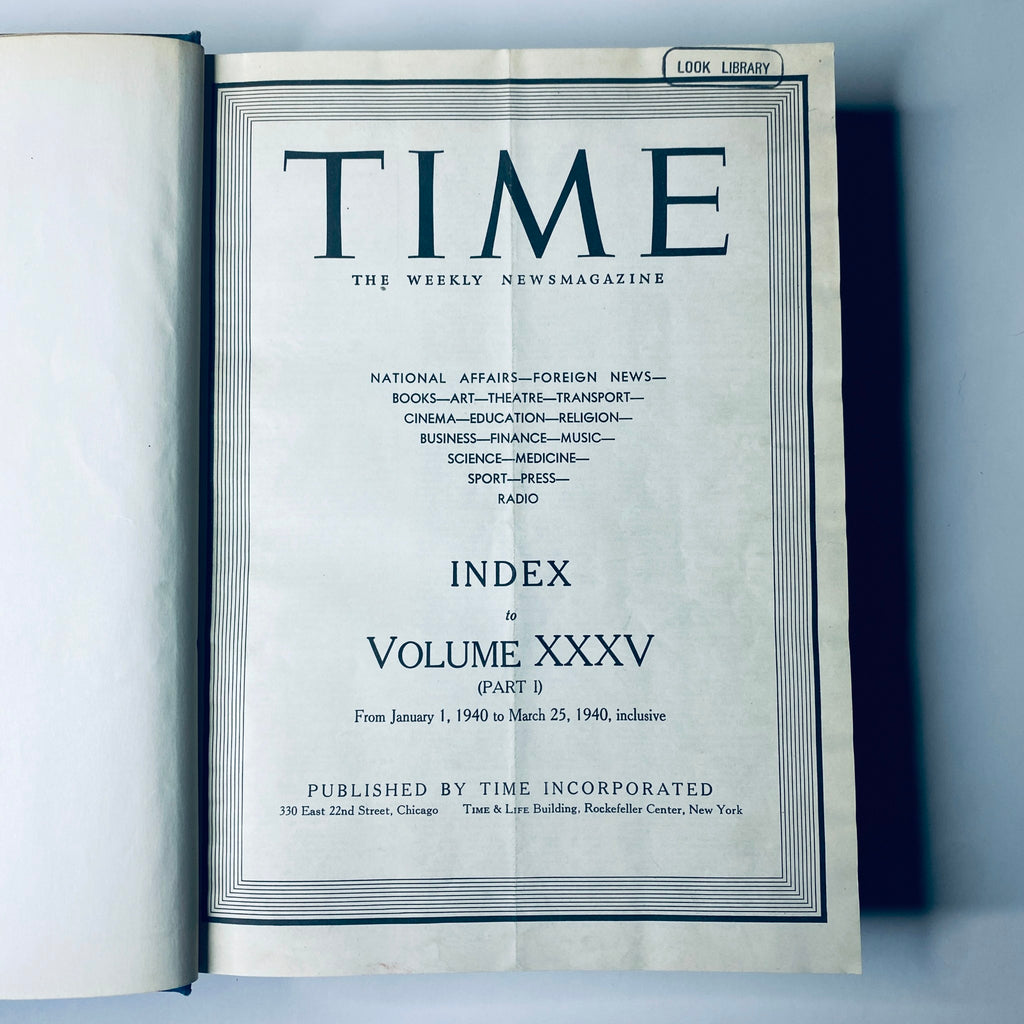 LOOK LIBRARY
TIME
THE WEEKLY NEWSMAGAZINE
NATIONAL AFFAIRS—FOREIGN NEWS—
BOOKS—ART—THEATRE—TRANSPORT—
CINEMA—EDUCATION—RELIGION—
BUSINESS—FINANCE—MUSIC—
SCIENCE—MEDICINE—
SPORT—PRESS—
RADIO
INDEX
to
VOLUME XXXV
(PART I)
From January 1, 1940 to March 25, 1940, inclusive
PUBLISHED BY TIME INCORPORATED
330 East 22nd Street, Chicago TIME & LIFE Building, Rockefeller Center, New York